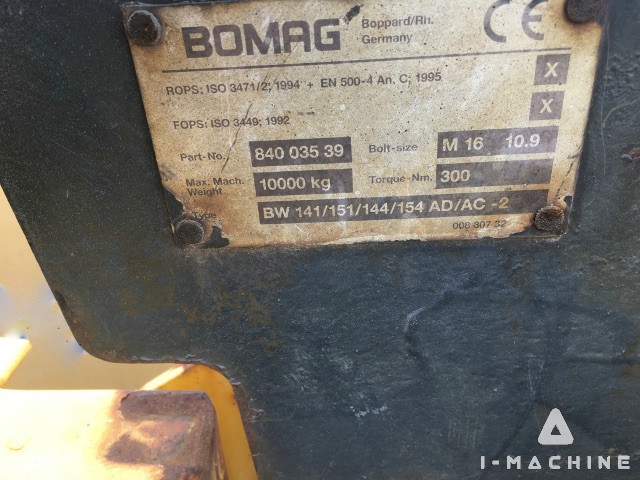 BOMAG Boppard/Rh. Germany CE
ROPS; ISO 3471/2; 1994 + EN 500-4 An. C; 1995 X
FOPS; ISO 3449; 1992 X
Part-No. 840 035 39 Bolt-size M 16 10.9
Max. Mach. Weight 10000 kg Torque-Nm. 300
Type BW 141/151/144/154 AD/AC -2
008 307 32
I-MACHINE